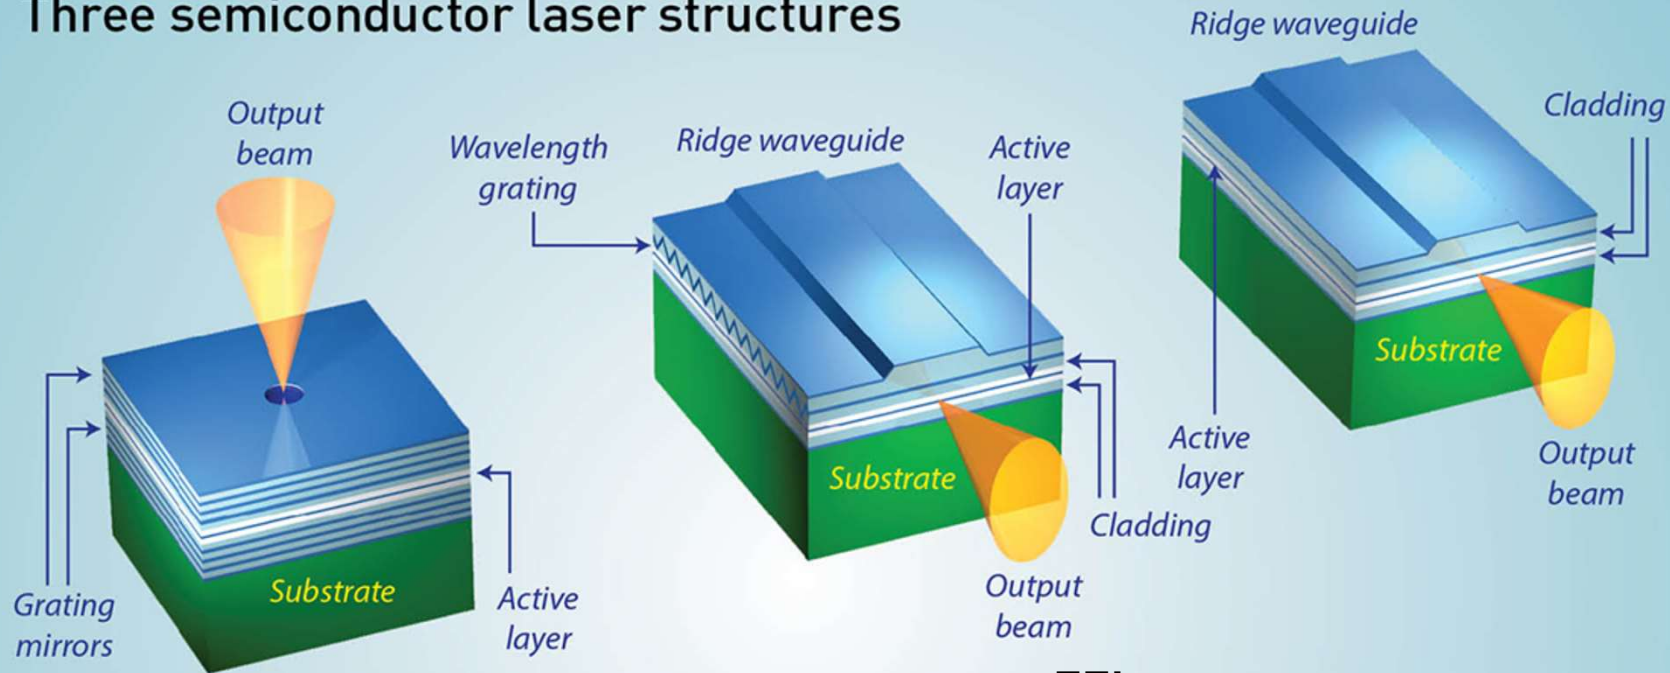 Three semiconductor laser structures
Output
beam
Grating
mirrors
Substrate
Active
layer
Wavelength
grating
Ridge waveguide
Active
layer
Substrate
Cladding
Output
beam
Ridge waveguide
Cladding
Active
layer
Substrate
Output
beam